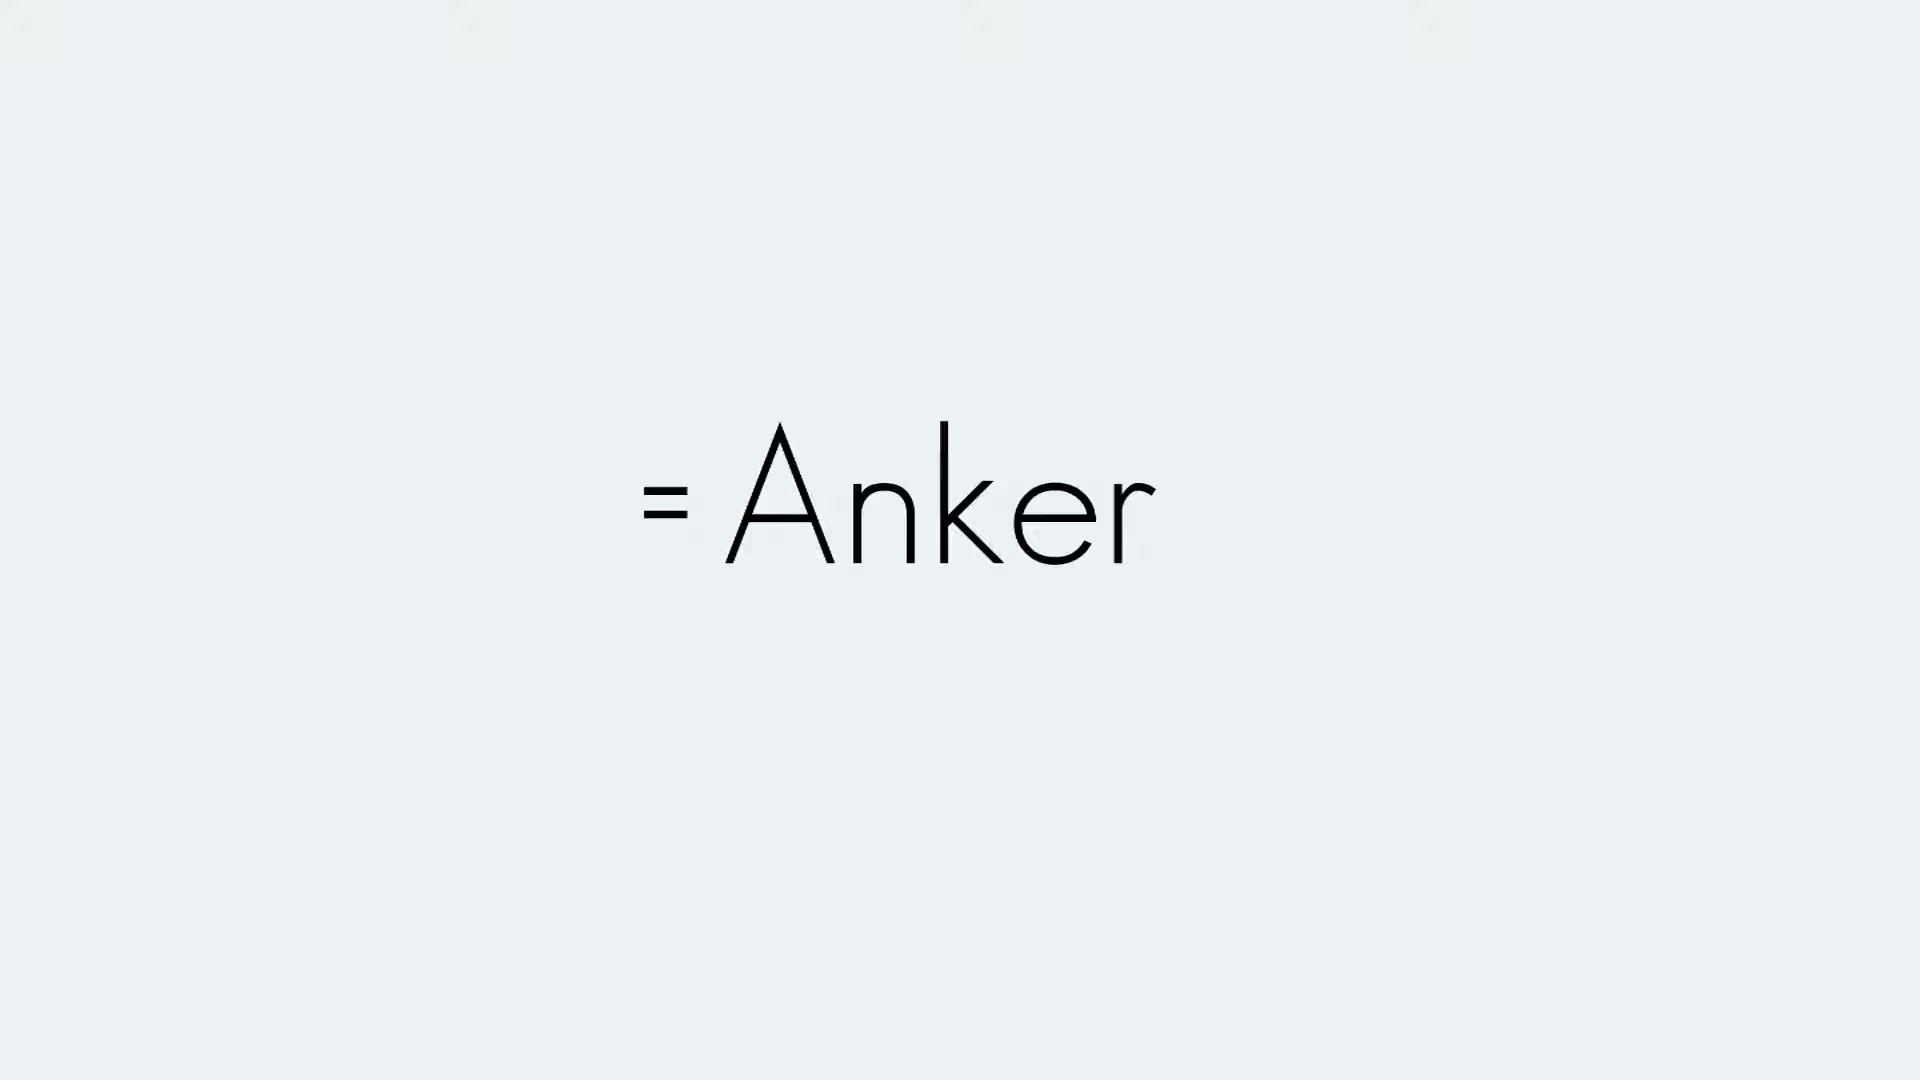 = Anker